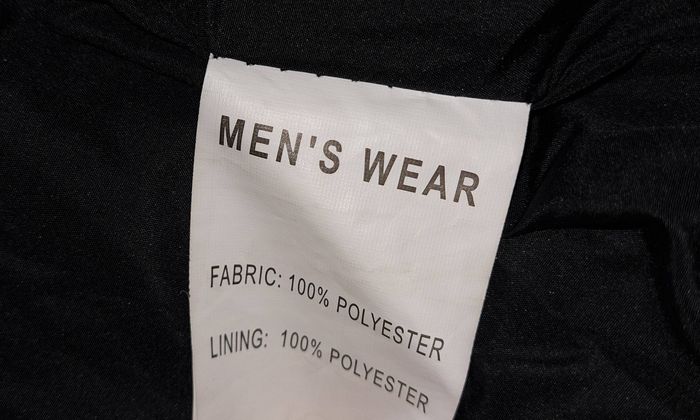 MEN'S WEAR
FABRIC: 100% POLYESTER
LINING: 100% POLYESTER